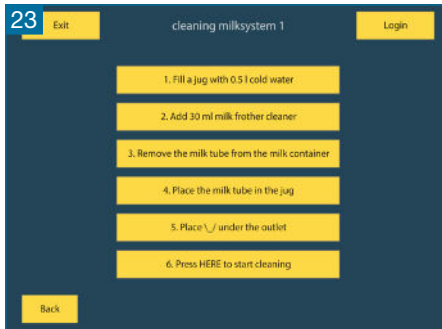 23
Exit
cleaning milksystem 1
Login
1. Fill a jug with 0.5 l cold water
2. Add 30 ml milk frother cleaner
3. Remove the milk tube from the milk container
4. Place the milk tube in the jug
5. Place \_/ under the outlet
6. Press HERE to start cleaning
Back